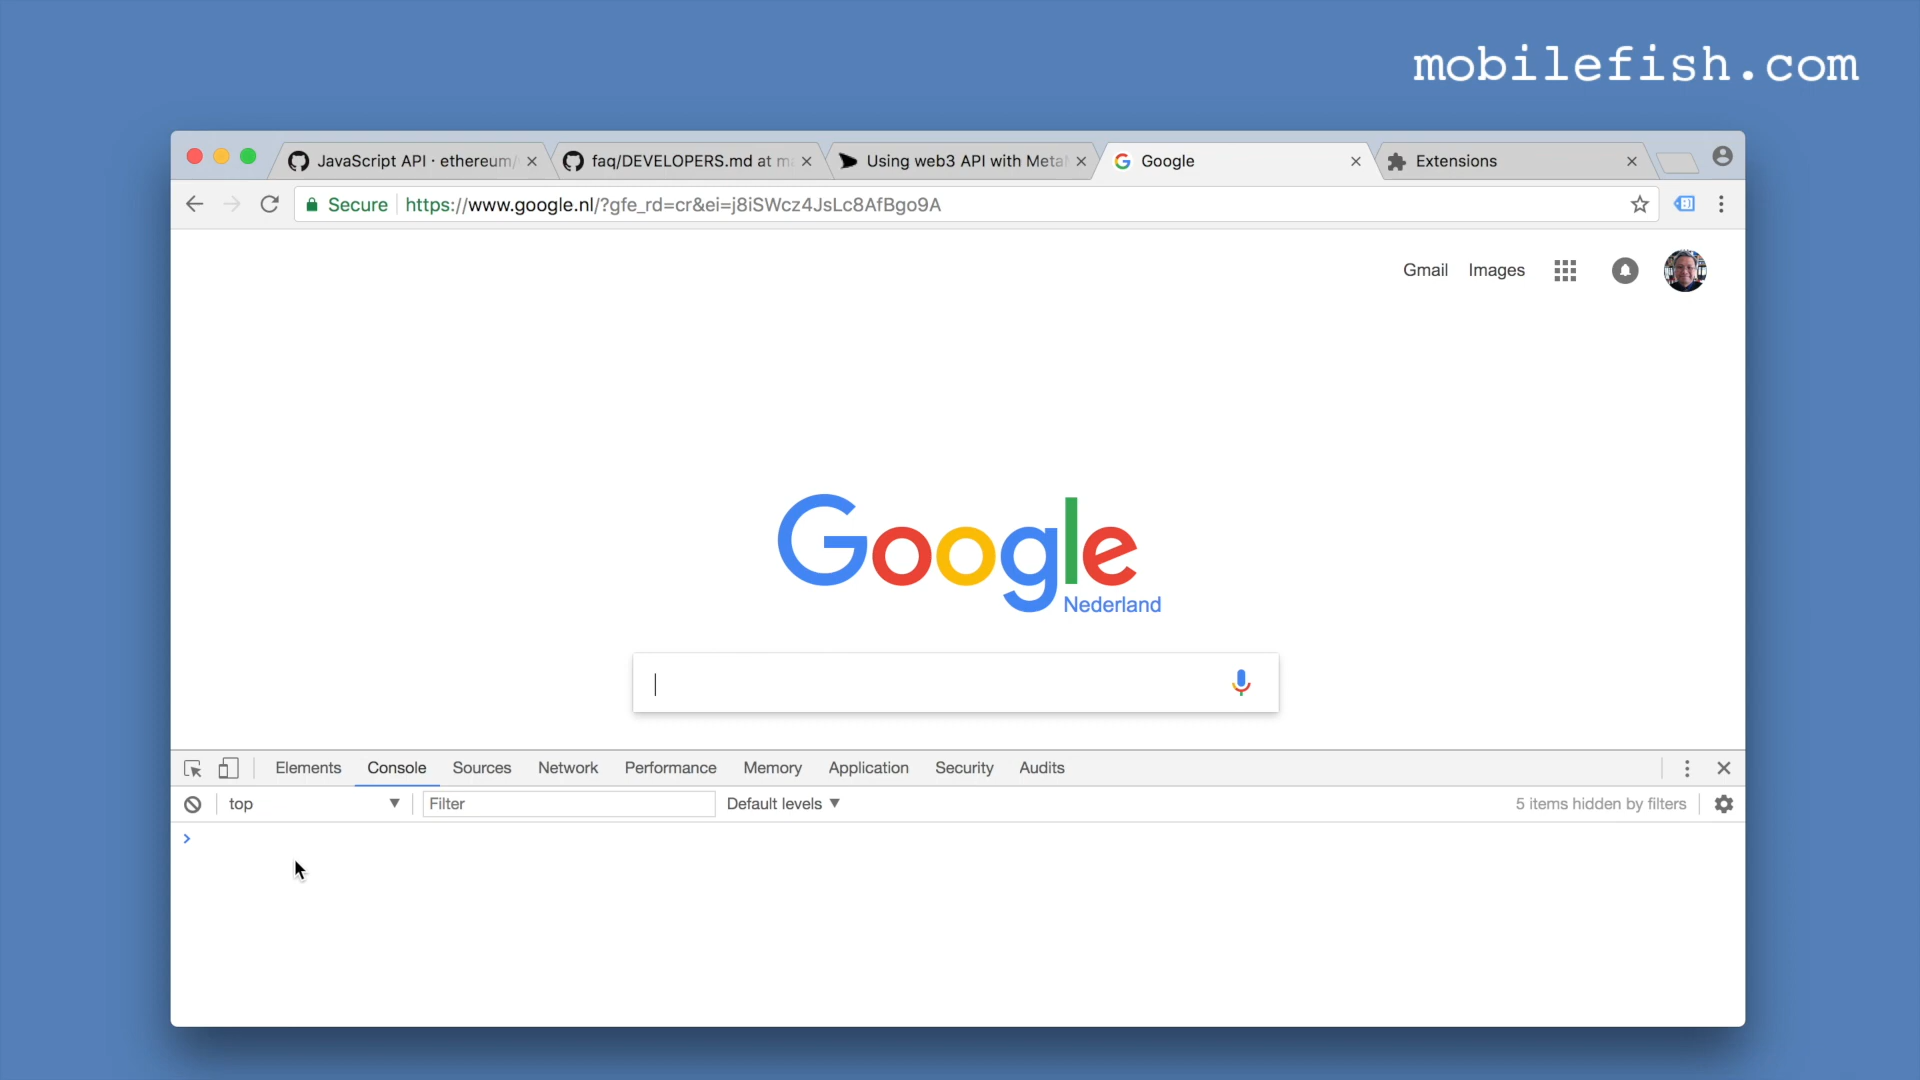 mobilefish.com
JavaScript API · ethereum/
faq/DEVELOPERS.md at m
Using web3 API with Meta
Google
Extensions
Secure
https://www.google.nl/?gfe_rd=cr&ei=j8iSWcz4JsLc8AfBgo9A
Gmail
Images
Google
Nederland
Elements
Console
Sources
Network
Performance
Memory
Application
Security
Audits
top
Filter
Default levels
5 items hidden by filters